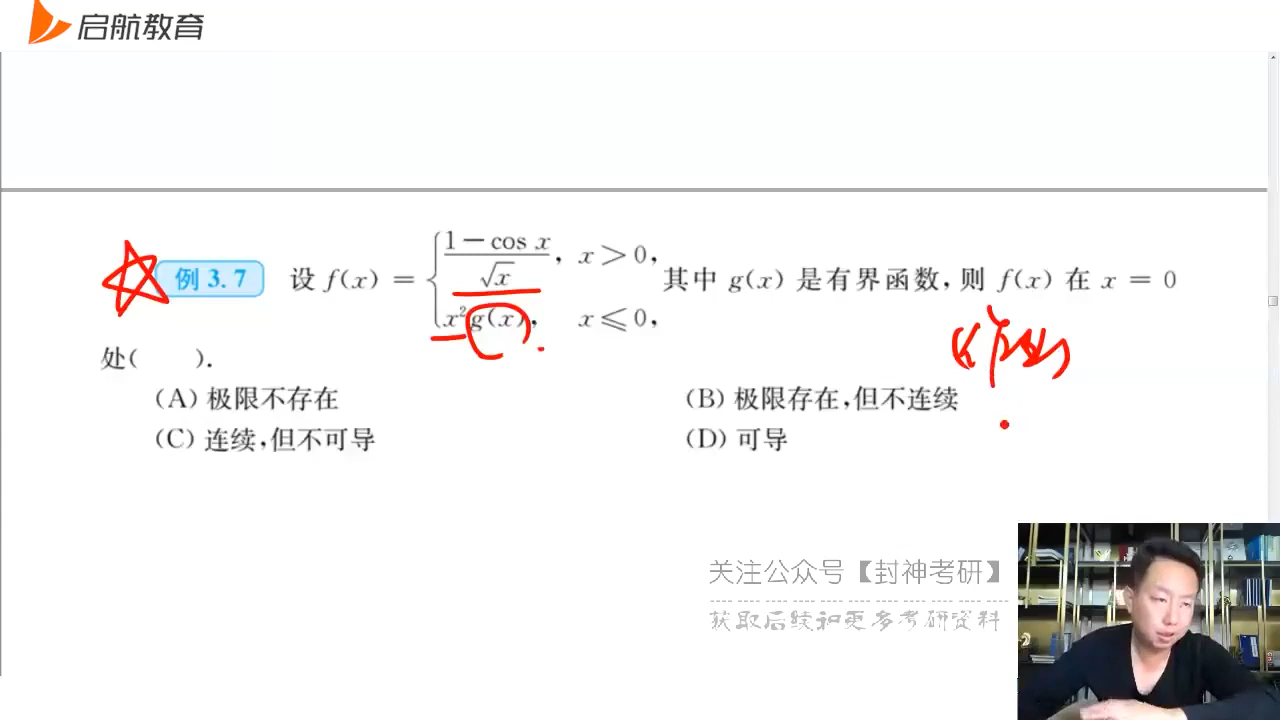 启航教育
例 3.7 设 f(x) = { (1 − cos x)/√x, x > 0, x²g(x), x ≤ 0, 其中 g(x) 是有界函数,则 f(x) 在 x = 0
处( ).
(A) 极限不存在
(B) 极限存在,但不连续
(C) 连续,但不可导
(D) 可导
关注公众号【封神考研】
获取后续和更多考研资料